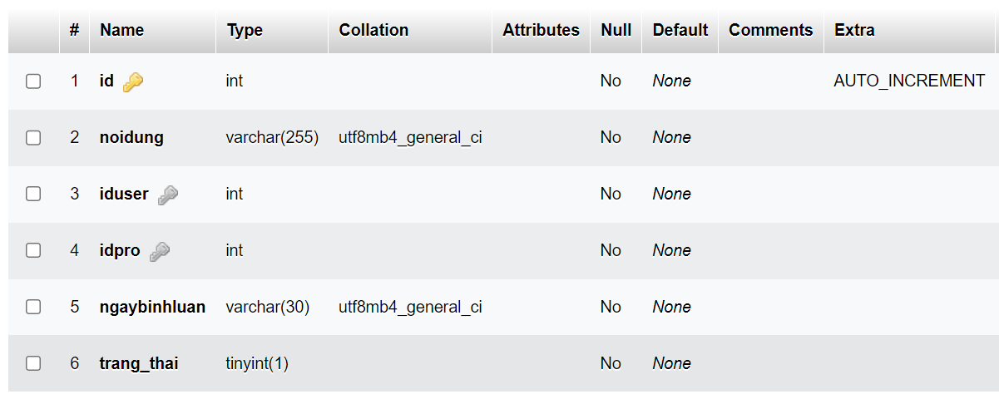 # Name Type Collation Attributes Null Default Comments Extra
1 id int No None AUTO_INCREMENT
2 noidung varchar(255) utf8mb4_general_ci No None
3 iduser int No None
4 idpro int No None
5 ngaybinhluan varchar(30) utf8mb4_general_ci No None
6 trang_thai tinyint(1) No None